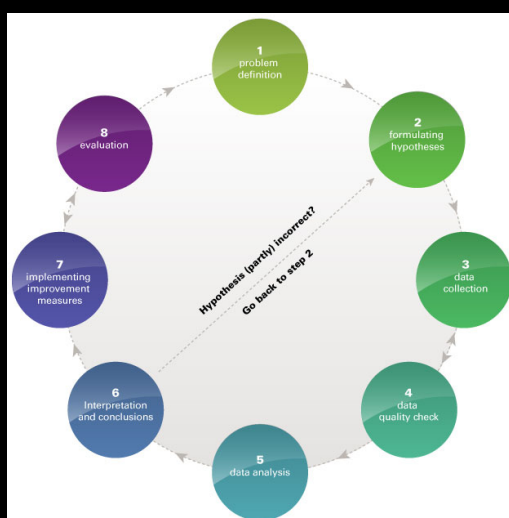 1
problem
definition
2
formulating
hypotheses
3
data
collection
4
data
quality check
5
data analysis
6
Interpretation
and conclusions
7
implementing
improvement
measures
8
evaluation
Hypothesis (partly) incorrect?
Go back to step 2